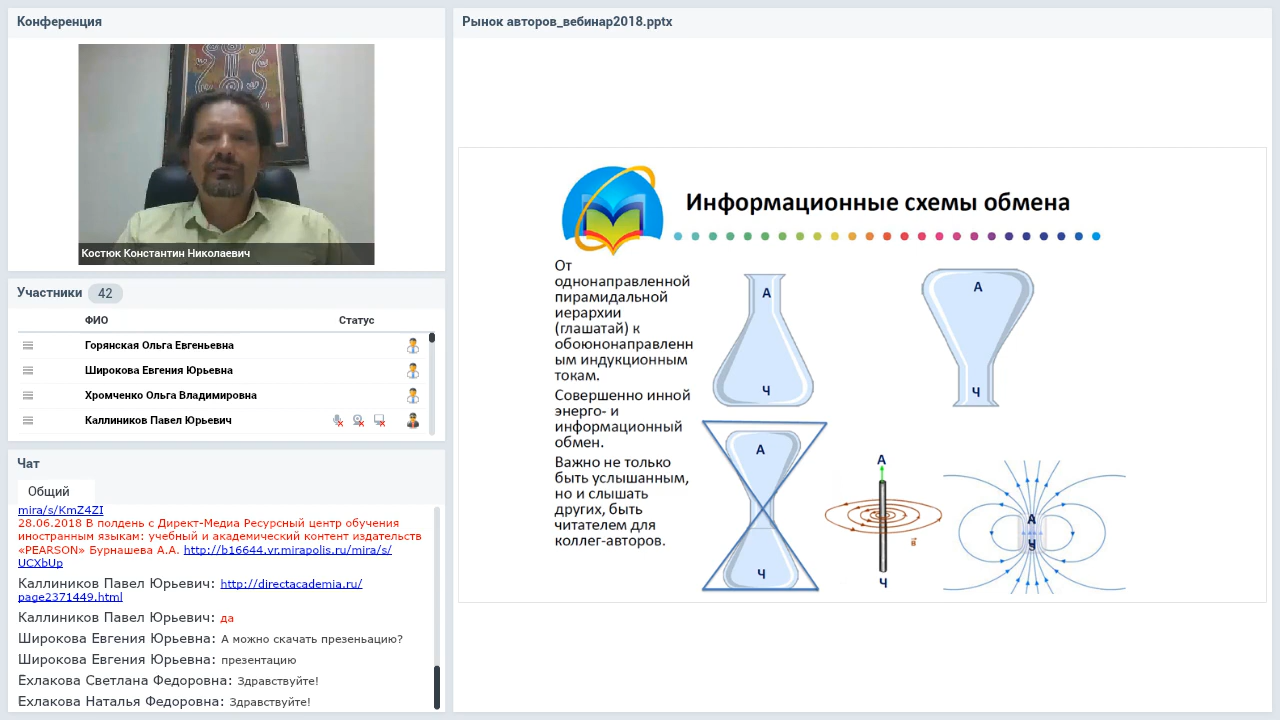 Конференция
Костюк Константин Николаевич
Участники 42
ФИО Статус
Горянская Ольга Евгеньевна
Широкова Евгения Юрьевна
Хромченко Ольга Владимировна
Каллиников Павел Юрьевич
Чат
Общий
mira/s/KmZ4ZI
28.06.2018 В полдень с Директ-Медиа Ресурсный центр обучения
иностранным языкам: учебный и академический контент издательств
«PEARSON» Бурнашева А.А. http://b16644.vr.mirapolis.ru/mira/s/
UCXbUp
Каллиников Павел Юрьевич: http://directacademia.ru/
page2371449.html
Каллиников Павел Юрьевич: да
Широкова Евгения Юрьевна: А можно скачать презеньацию?
Широкова Евгения Юрьевна: презентацию
Ехлакова Светлана Федоровна: Здравствуйте!
Ехлакова Наталья Федоровна: Здравствуйте!
Рынок авторов_вебинар2018.pptx
Информационные схемы обмена
От
однонаправленной
пирамидальной
иерархии
(глашатай) к
обоюнонаправленн
ым индукционным
токам.
Совершенно инной
энерго- и
информационный
обмен.
Важно не только
быть услышанным,
но и слышать
других, быть
читателем для
коллег-авторов.
А
Ч
А
Ч
А
Ч
А
Ч
А